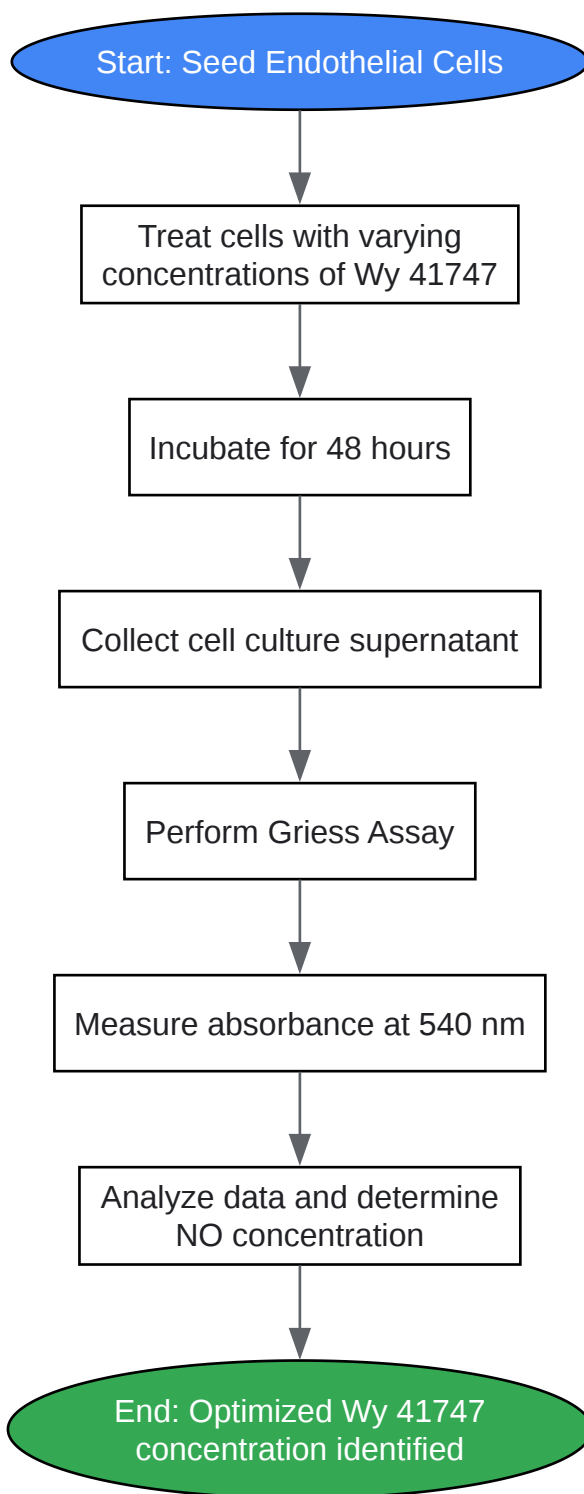 Start: Seed Endothelial Cells
Treat cells with varying
concentrations of Wy 41747
Incubate for 48 hours
Collect cell culture supernatant
Perform Griess Assay
Measure absorbance at 540 nm
Analyze data and determine
NO concentration
End: Optimized Wy 41747
concentration identified